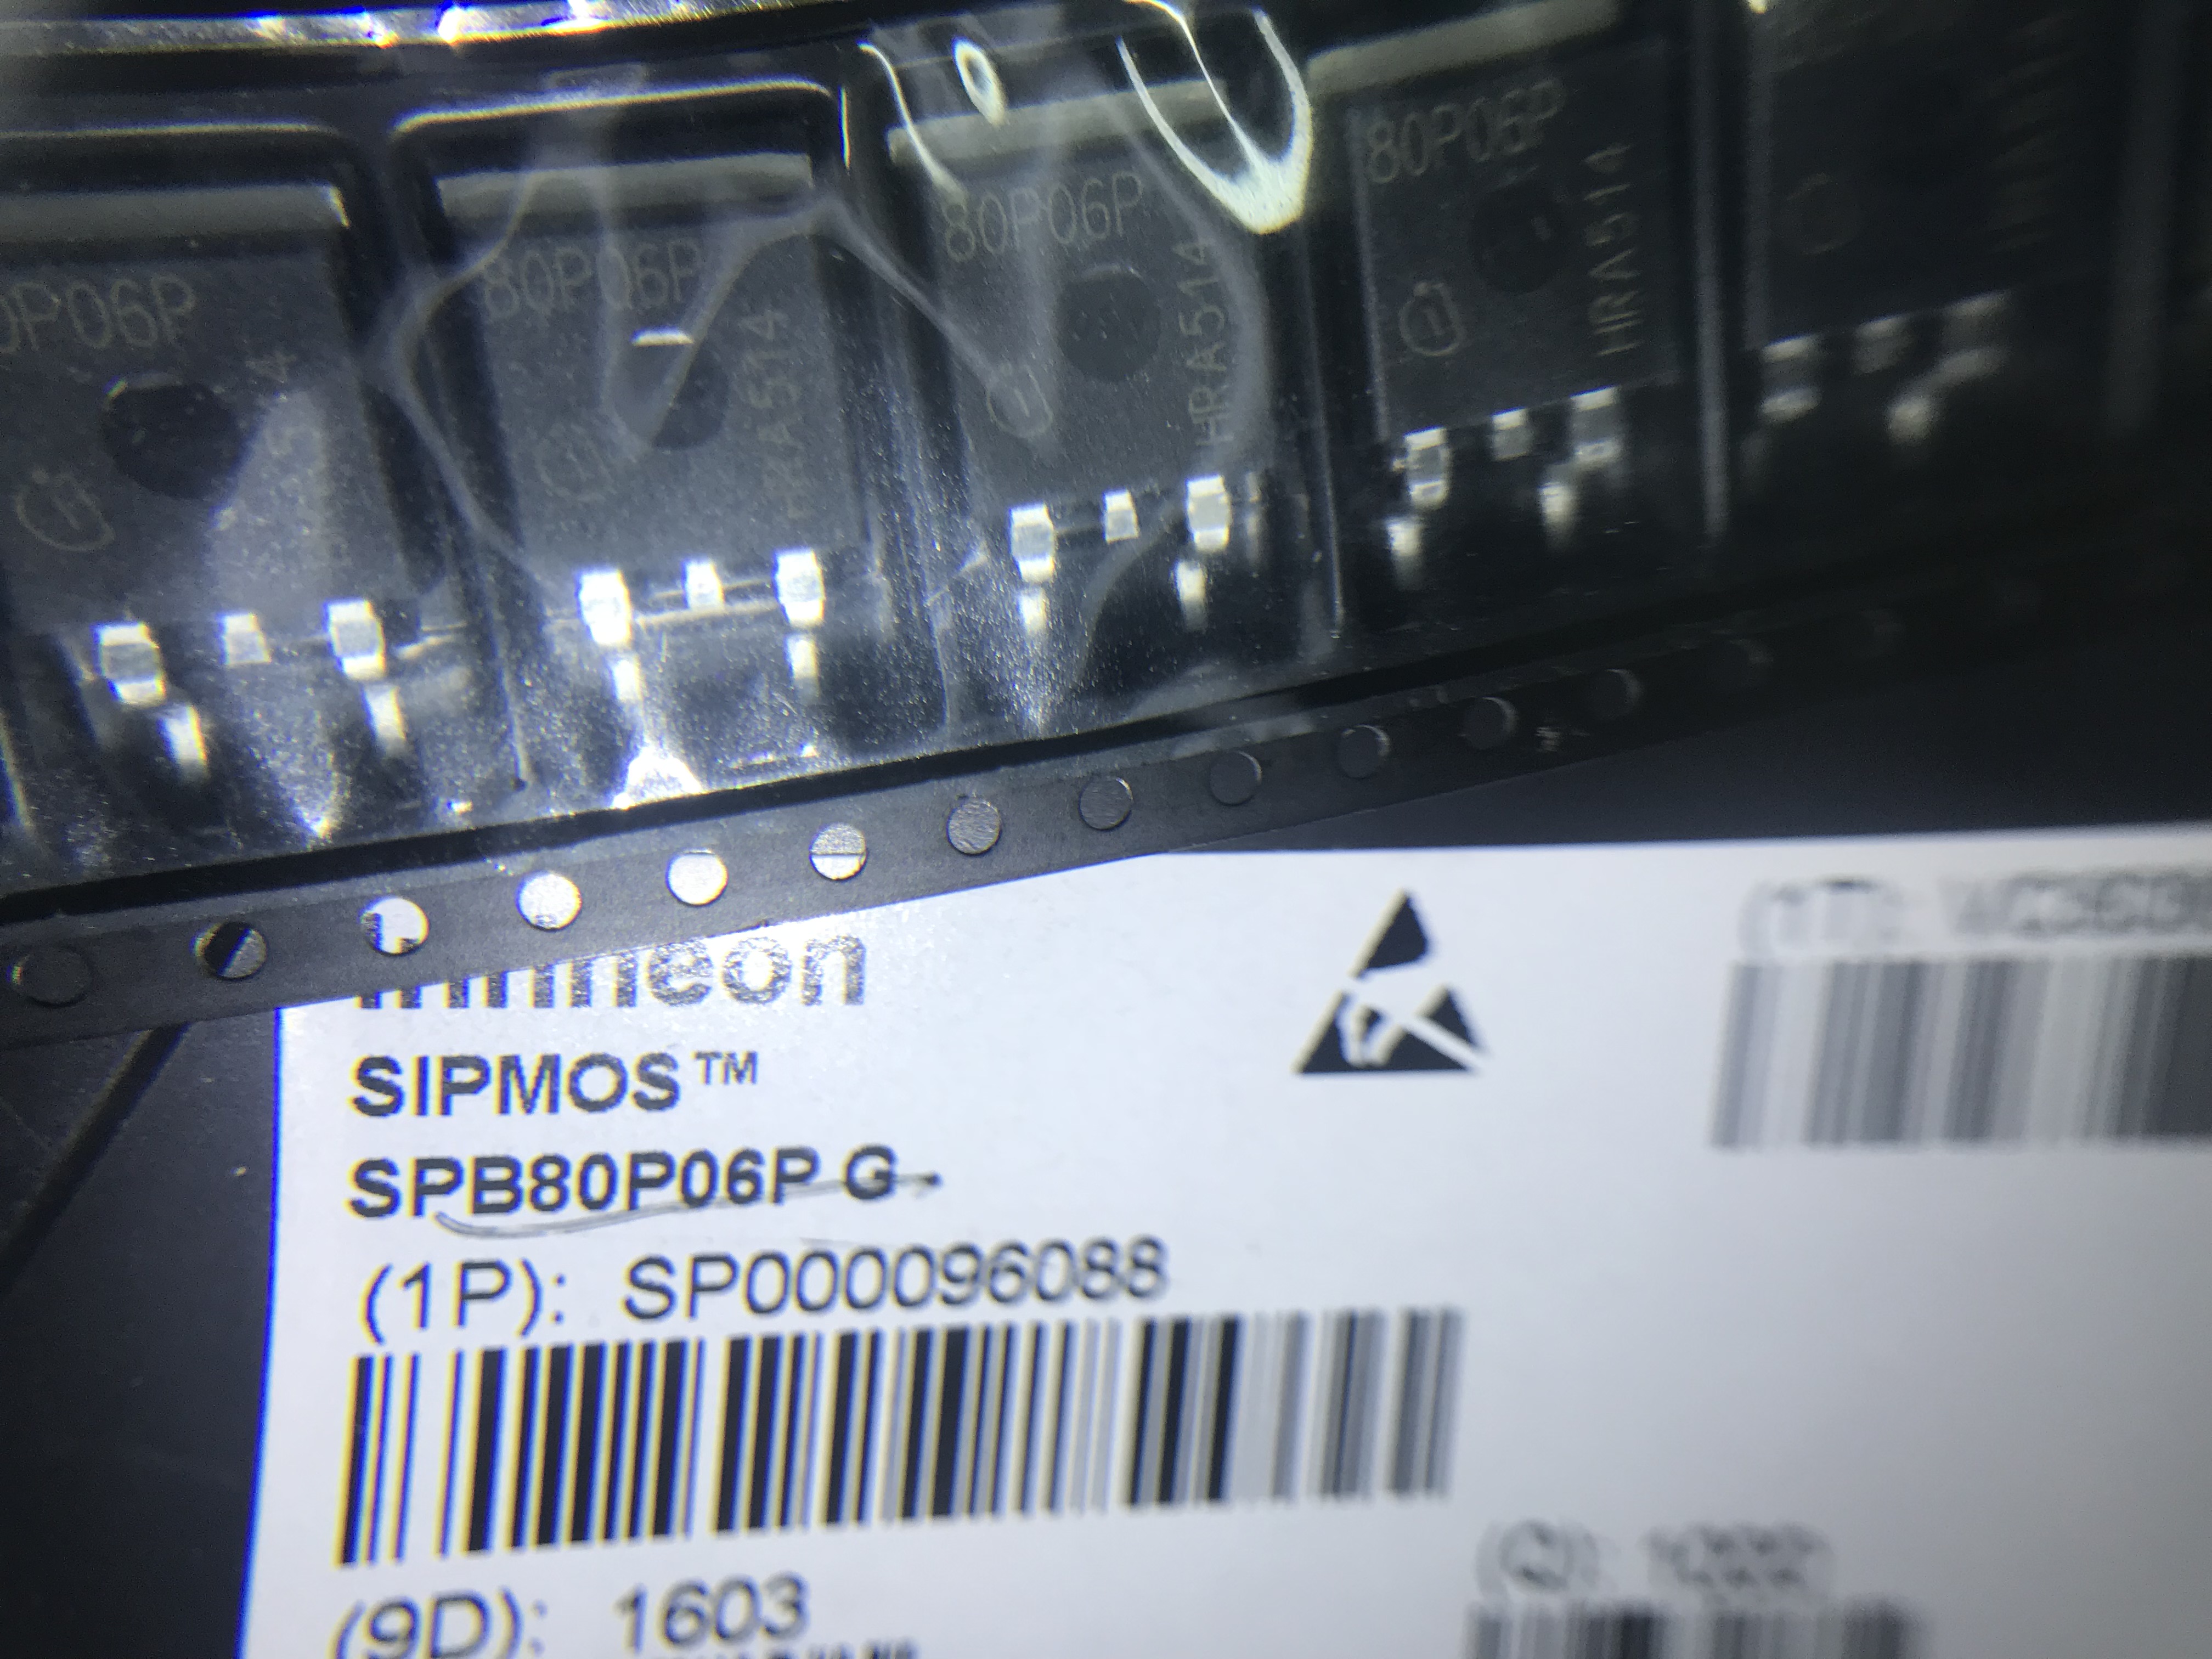 0P06P
80P06P
HRA514
80P06P
HRA514
80P06P
HRA514
Infineon
SIPMOS™
SPB80P06P G
(1P): SP000096088
(9D): 1603